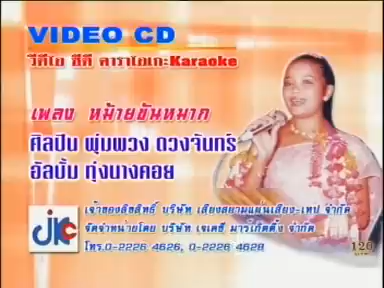 VIDEO CD
วีดีโอ ซีดี คาราโอเกะKaraoke
เพลง หม้ายขันหมาก
ศิลปิน พุ่มพวง ดวงจันทร์
อัลบั้ม ทุ่งนางคอย
JKC
เจ้าของลิขสิทธิ์ บริษัท เสียงสยามแผ่นเสียง-เทป จำกัด
จัดจำหน่ายโดย บริษัท เจเคซี มาร์เก็ตติ้ง จำกัด
โทร.0-2226 4626, 0-2226 4628
120